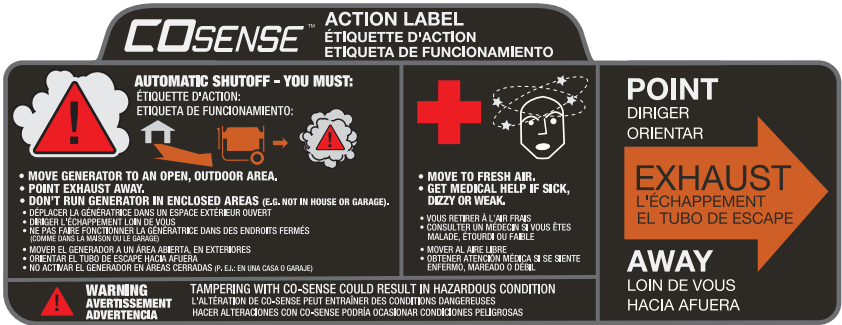 COSENSE™
ACTION LABEL
ÉTIQUETTE D'ACTION
ETIQUETA DE FUNCIONAMIENTO
AUTOMATIC SHUTOFF – YOU MUST:
ÉTIQUETTE D'ACTION:
ETIQUETA DE FUNCIONAMIENTO:
• MOVE GENERATOR TO AN OPEN, OUTDOOR AREA.
• POINT EXHAUST AWAY.
• DON'T RUN GENERATOR IN ENCLOSED AREAS (E.G. NOT IN HOUSE OR GARAGE).
• DÉPLACER LA GÉNÉRATRICE DANS UN ESPACE EXTÉRIEUR OUVERT
• DIRIGER L'ÉCHAPPEMENT LOIN DE VOUS
• NE PAS FAIRE FONCTIONNER LA GÉNÉRATRICE DANS DES ENDROITS FERMÉS
(COMME DANS LA MAISON OU LE GARAGE)
• MOVER EL GENERADOR A UN ÁREA ABIERTA, EN EXTERIORES
• ORIENTAR EL TUBO DE ESCAPE HACIA AFUERA
• NO ACTIVAR EL GENERADOR EN ÁREAS CERRADAS (P. EJ.: EN UNA CASA O GARAJE)
• MOVE TO FRESH AIR.
• GET MEDICAL HELP IF SICK,
DIZZY OR WEAK.
• VOUS RETIRER À L'AIR FRAIS
• CONSULTER UN MÉDECIN SI VOUS ÊTES
MALADE, ÉTOURDI OU FAIBLE
• MOVER AL AIRE LIBRE
• OBTENER ATENCIÓN MÉDICA SI SE SIENTE
ENFERMO, MAREADO O DÉBIL
POINT
DIRIGER
ORIENTAR
EXHAUST
L'ÉCHAPPEMENT
EL TUBO DE ESCAPE
AWAY
LOIN DE VOUS
HACIA AFUERA
WARNING
AVERTISSEMENT
ADVERTENCIA
TAMPERING WITH CO-SENSE COULD RESULT IN HAZARDOUS CONDITION
L'ALTÉRATION DE CO-SENSE PEUT ENTRAÎNER DES CONDITIONS DANGEREUSES
HACER ALTERACIONES CON CO-SENSE PODRÍA OCASIONAR CONDICIONES PELIGROSAS